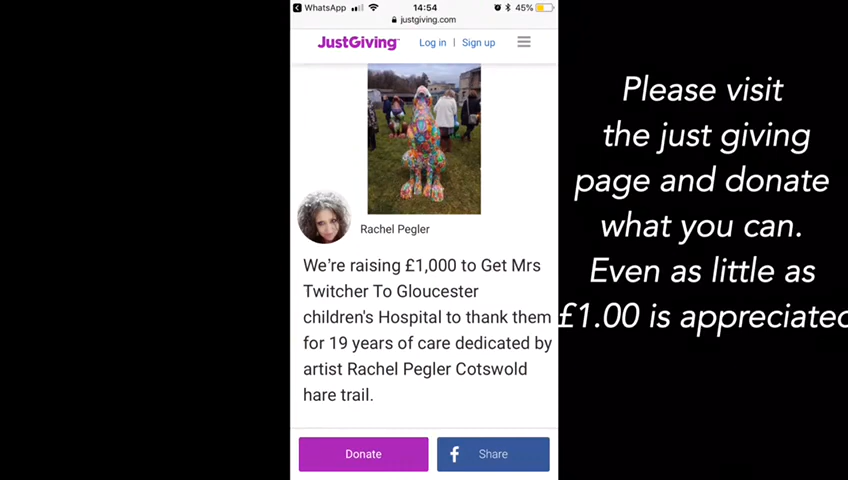 WhatsApp
14:54
45%
justgiving.com
JustGiving
Log in | Sign up
Rachel Pegler
We're raising £1,000 to Get Mrs
Twitcher To Gloucester
children's Hospital to thank them
for 19 years of care dedicated by
artist Rachel Pegler Cotswold
hare trail.
Donate
Share
Please visit
the just giving
page and donate
what you can.
Even as little as
£1.00 is appreciated